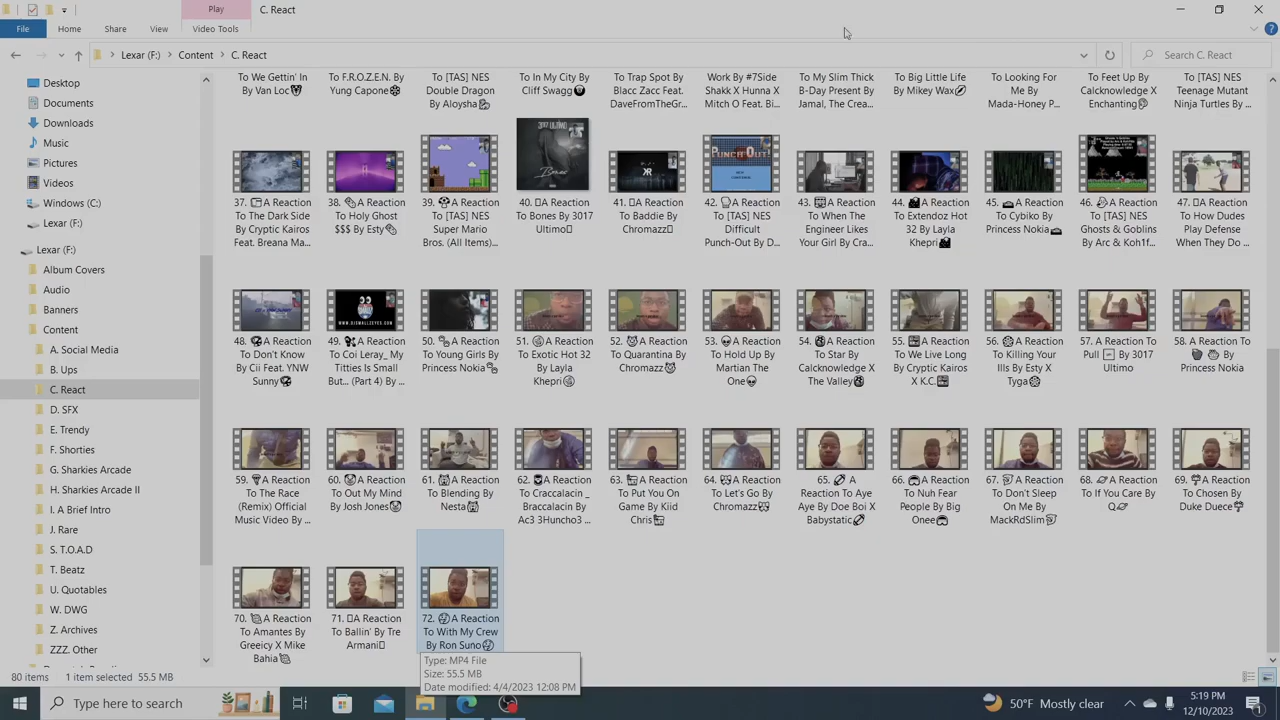 Play
C. React
File
Home
Share
View
Video Tools
Lexar (F:)
Content
C. React
Search C. React
Desktop
Documents
Downloads
Music
Pictures
Videos
Windows (C:)
Lexar (F:)
Lexar (F:)
Album Covers
Audio
Banners
Content
A. Social Media
B. Ups
C. React
D. SFX
E. Trendy
F. Shorties
G. Sharkies Arcade
H. Sharkies Arcade II
I. A Brief Into
J. Rare
S. T.O.A.D
T. Beatz
U. Quotables
W. DWG
Z. Archives
ZZZ. Other
To We Gettin' In
By Van Loc
To F.R.O.Z.E.N. By
Yung Capone
To [TAS] NES
Double Dragon
By Aloysha
To In My City By
Cliff Swagg
To Trap Spot By
Blacc Zacc Feat.
DaveFromTheGr...
Work By #7Side
Shakk X Hunna X
Mitch O Feat. Bi...
To My Slim Thick
B-Day Present By
Jamal, The Crea...
To Big Little Life
By Mikey Wax
To Looking For
Me By
Mada-Honey P...
To Feet Up By
Calcknowledge X
Enchanting
To [TAS] NES
Teenage Mutant
Ninja Turtles By ...
37. A Reaction
To The Dark Side
By Cryptic Kairos
Feat. Breana Ma...
38. A Reaction
To Holy Ghost
$$$ By Esty
39. A Reaction
To [TAS] NES
Super Mario
Bros. (All Items)...
40. A Reaction
To Bones By 3017
Ultimo
41. A Reaction
To Baddie By
Chromazz
42. A Reaction
To [TAS] NES
Difficult
Punch-Out By D...
43. A Reaction
To When The
Engineer Likes
Your Girl By Cra...
44. A Reaction
To Extendoz Hot
32 By Layla
Khepri
45. A Reaction
To Cybiko By
Princess Nokia
46. A Reaction
To [TAS] NES
Ghosts & Goblins
By Arc & Koh1f...
47. A Reaction
To How Dudes
Play Defense
When They Do ...
48. A Reaction
To Don't Know
By Cii Feat. YNW
Sunny
49. A Reaction
To Coi Leray_ My
Titties Is Small
But... (Part 4) By ...
WWW.DJSMALLZEYES.COM
50. A Reaction
To Young Girls By
Princess Nokia
51. A Reaction
To Exotic Hot 32
By Layla
Khepri
52. A Reaction
To Quarantina By
Chromazz
53. A Reaction
To Hold Up By
Martian The
One
54. A Reaction
To Star By
Calcknowledge X
The Valley
55. A Reaction
To We Live Long
By Cryptic Kairos
X K.C.
56. A Reaction
To Killing Your
Ills By Esty X
Tyga
57. A Reaction To
Pull By 3017
Ultimo
58. A Reaction To
By
Princess Nokia
59. A Reaction
To The Race
(Remix) Official
Music Video By ...
60. A Reaction
To Out My Mind
By Josh Jones
61. A Reaction
To Blending By
Nesta
62. A Reaction
To Craccalacin _
Braccalacin By
Ac3 3Huncho3 ...
63. A Reaction
To Put You On
Game By Kiid
Chris
64. A Reaction
To Let's Go By
Chromazz
65. A
Reaction To Aye
Aye By Doe Boi X
Babystatic
66. A Reaction
To Nuh Fear
People By Big
Onee
67. A Reaction
To Don't Sleep
On Me By
MackRdSlim
68. A Reaction
To If You Care By
Q
69. A Reaction
To Chosen By
Duke Duece
70. A Reaction
To Amantes By
Greeicy X Mike
Bahia
71. A Reaction
To Ballin' By Tre
Armani
72. A Reaction
To With My Crew
By Ron Suno
Type: MP4 File
Size: 55.5 MB
Date modified: 4/4/2023 12:08 PM
80 items
1 item selected 55.5 MB
Type here to search
50°F Mostly clear
5:19 PM
12/10/2023